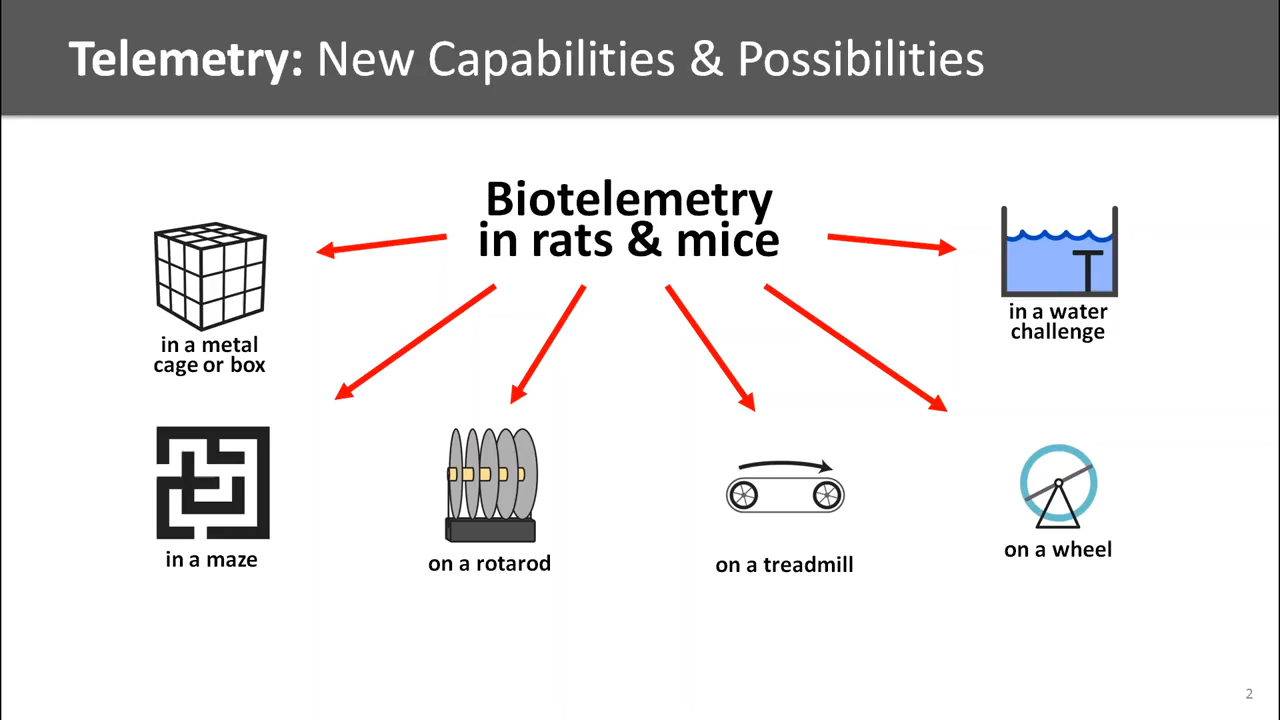 Telemetry: New Capabilities & Possibilities
Biotelemetry
in rats & mice
in a metal
cage or box
T
in a water
challenge
in a maze
on a rotarod
on a treadmill
on a wheel
2